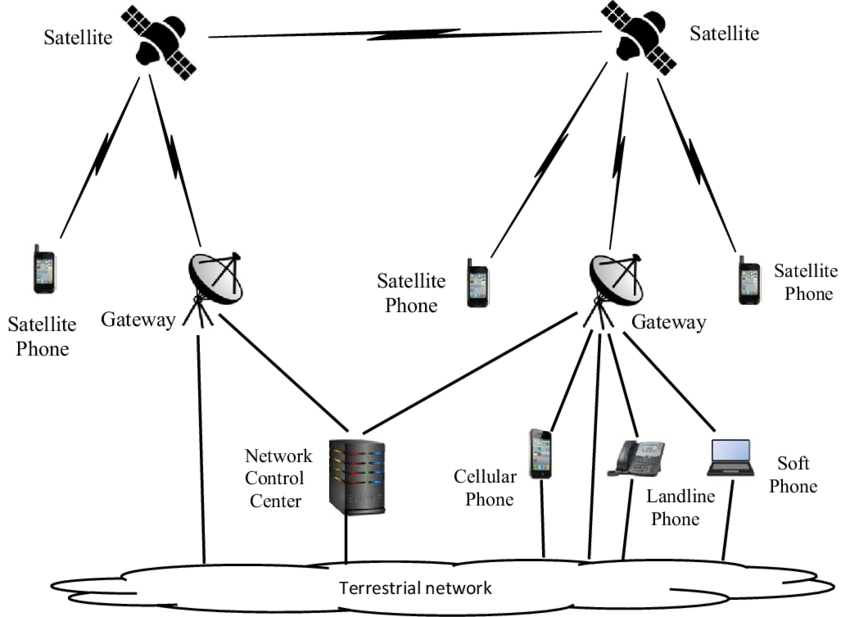 Satellite
Satellite
Satellite
Phone
Gateway
Satellite
Phone
Gateway
Satellite
Phone
Network
Control
Center
Cellular
Phone
Landline
Phone
Soft
Phone
Terrestrial network